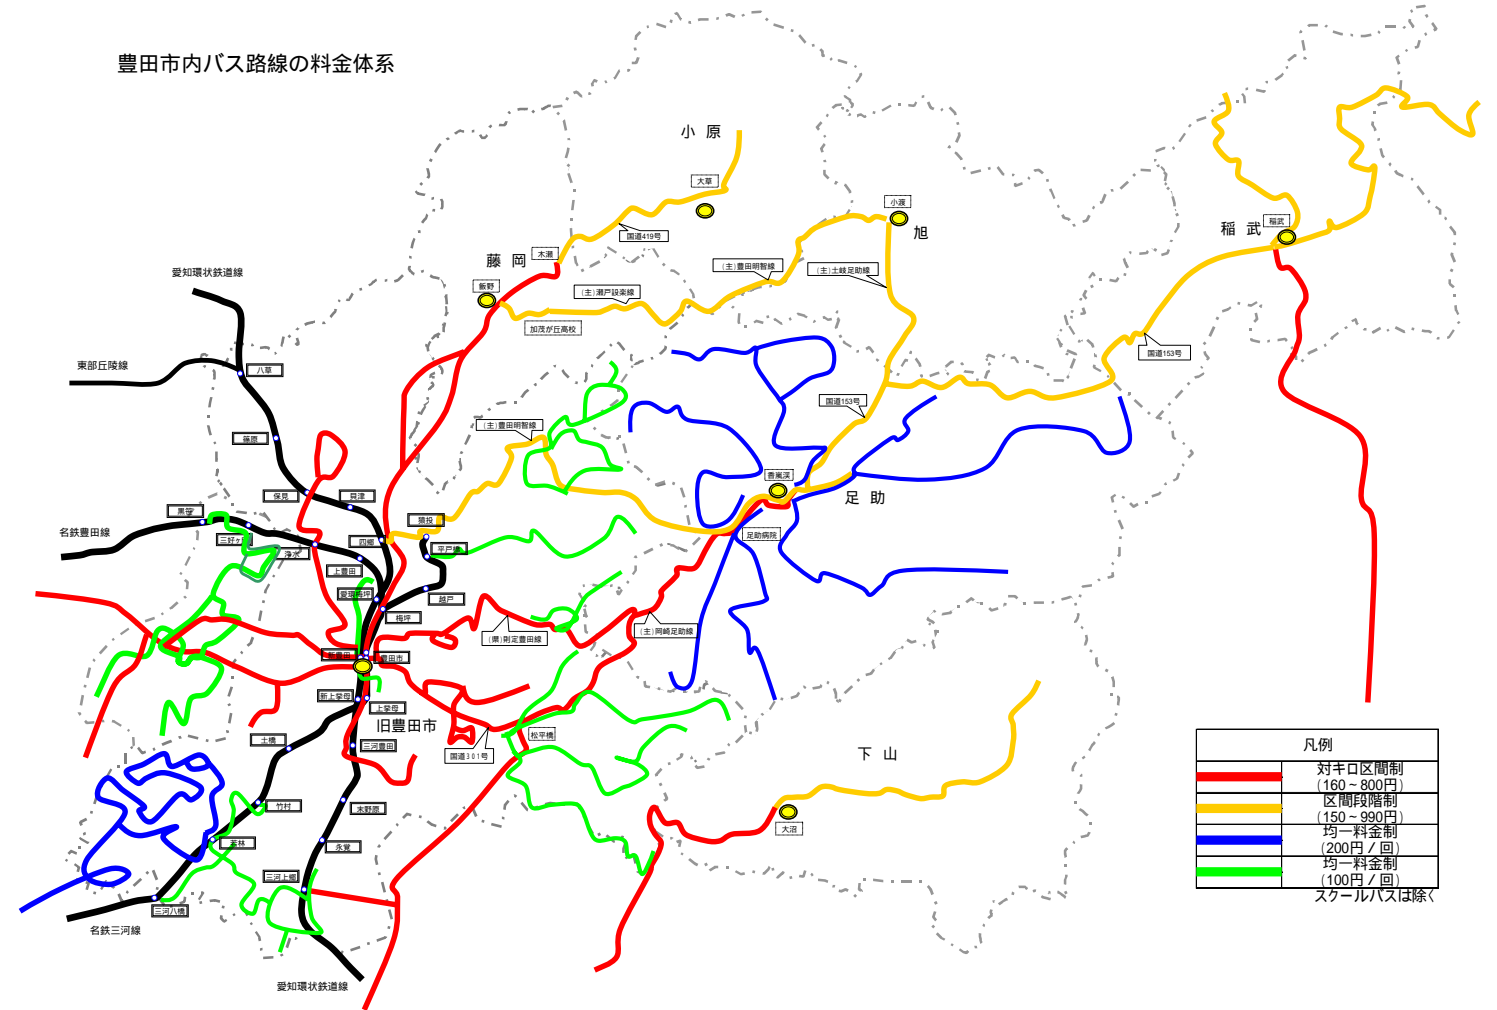 豊田市内バス路線の料金体系
小原
大草
小渡
旭
稲武
稲武
国道419号
藤岡
木瀬
飯野
(主)豊田明智線
(主)土岐足助線
(主)瀬戸設楽線
加茂が丘高校
愛知環状鉄道線
東部丘陵線
八草
国道153号
国道153号
(主)豊田明智線
篠原
保見
貝津
黒笹
猿投
香嵐渓
足助
名鉄豊田線
三好ヶ丘
浄水
四郷
平戸橋
足助病院
上豊田
愛環梅坪
越戸
梅坪
(県)則定豊田線
(主)岡崎足助線
新豊田
豊田市
新上挙母
上挙母
旧豊田市
土橋
三河豊田
国道301号
松平橋
下山
竹村
末野原
大沼
若林
永覚
三河上郷
三河八橋
名鉄三河線
愛知環状鉄道線
凡例
対キロ区間制
(160~800円)
区間段階制
(150~990円)
均一料金制
(200円/回)
均一料金制
(100円/回)
スクールバスは除く